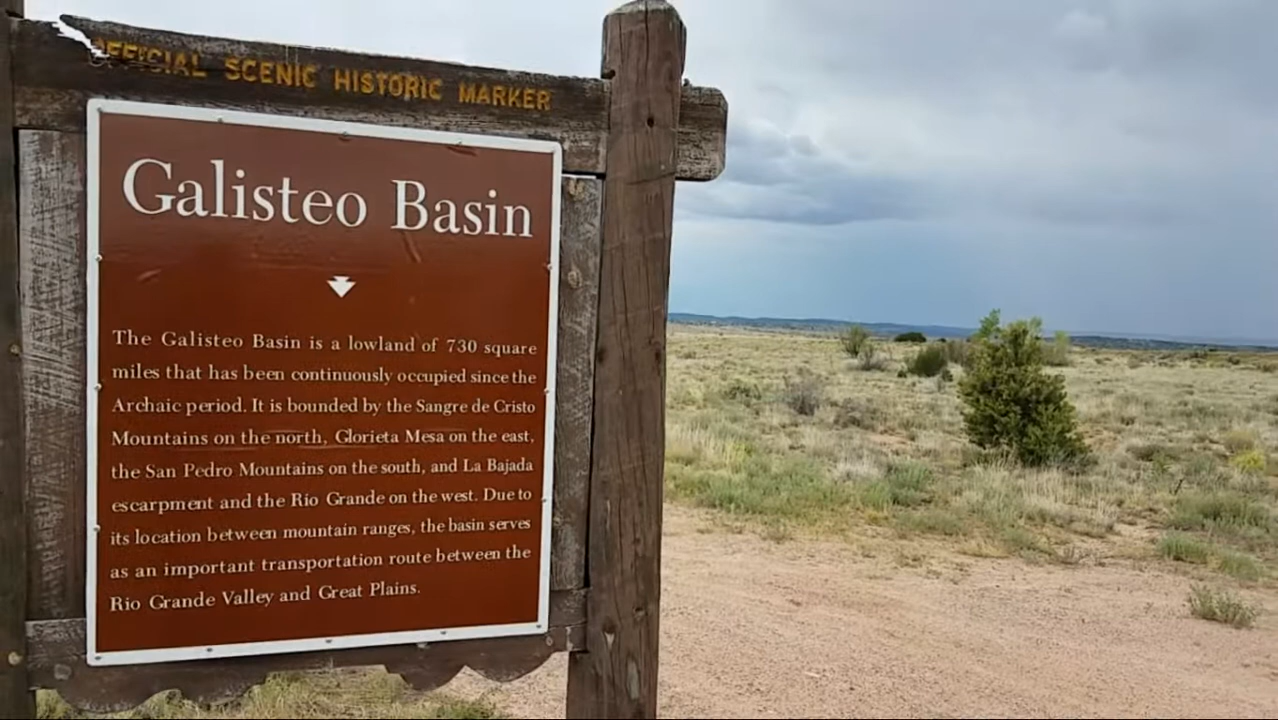 OFFICIAL SCENIC HISTORIC MARKER
Galisteo Basin
The Galisteo Basin is a lowland of 730 square
miles that has been continuously occupied since the
Archaic period. It is bounded by the Sangre de Cristo
Mountains on the north, Glorieta Mesa on the east,
the San Pedro Mountains on the south, and La Bajada
escarpment and the Rio Grande on the west. Due to
its location between mountain ranges, the basin serves
as an important transportation route between the
Rio Grande Valley and Great Plains.